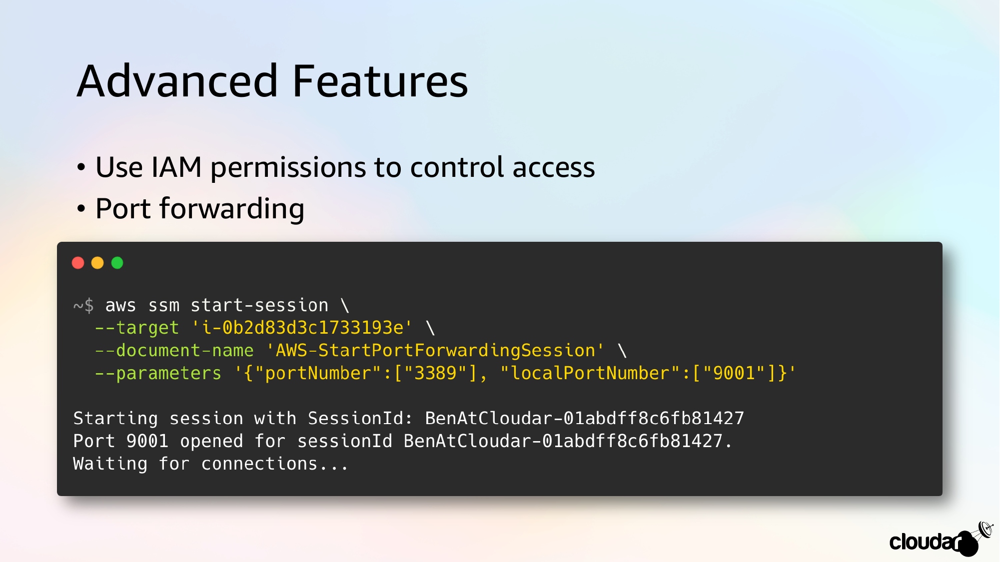 Advanced Features
• Use IAM permissions to control access
• Port forwarding
~$ aws ssm start-session \
  --target 'i-0b2d83d3c1733193e' \
  --document-name 'AWS-StartPortForwardingSession' \
  --parameters '{"portNumber":["3389"], "localPortNumber":["9001"]}'
Starting session with SessionId: BenAtCloudar-01abdff8c6fb81427
Port 9001 opened for sessionId BenAtCloudar-01abdff8c6fb81427.
Waiting for connections...
cloudar